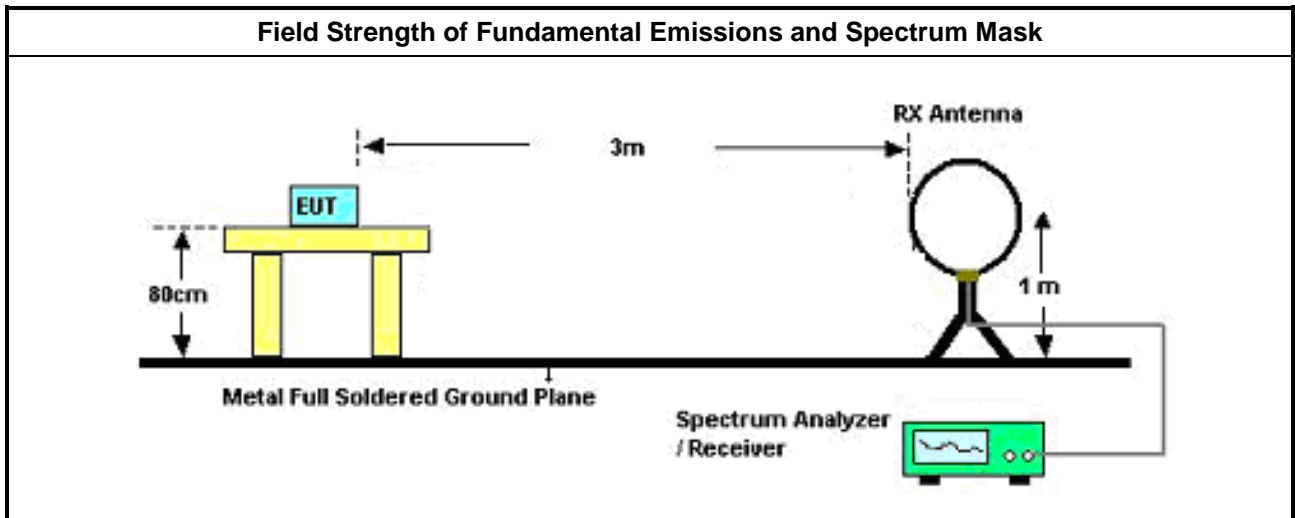 Field Strength of Fundamental Emissions and Spectrum Mask
RX Antenna
3m
EUT
80cm
1 m
Metal Full Soldered Ground Plane
Spectrum Analyzer
/ Receiver